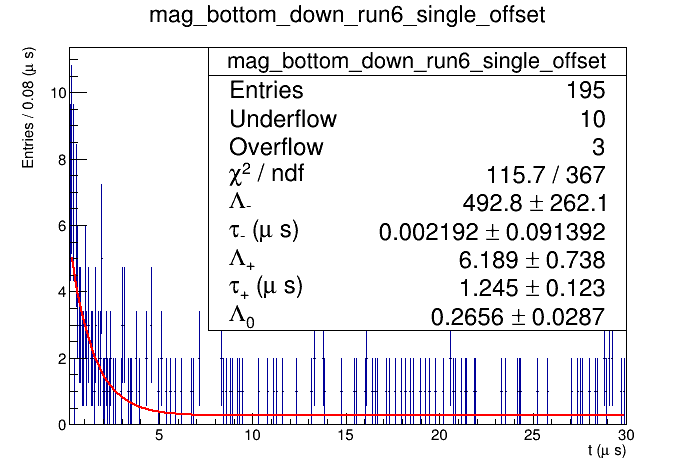 mag_bottom_down_run6_single_offset
mag_bottom_down_run6_single_offset
Entries 195
Underflow 10
Overflow 3
χ² / ndf 115.7 / 367
Λ₋ 492.8 ± 262.1
τ₋ (μ s) 0.002192 ± 0.091392
Λ₊ 6.189 ± 0.738
τ₊ (μ s) 1.245 ± 0.123
Λ₀ 0.2656 ± 0.0287
Entries / 0.08 (μ s)
10
8
6
4
2
0
5 10 15 20 25 30
t (μ s)